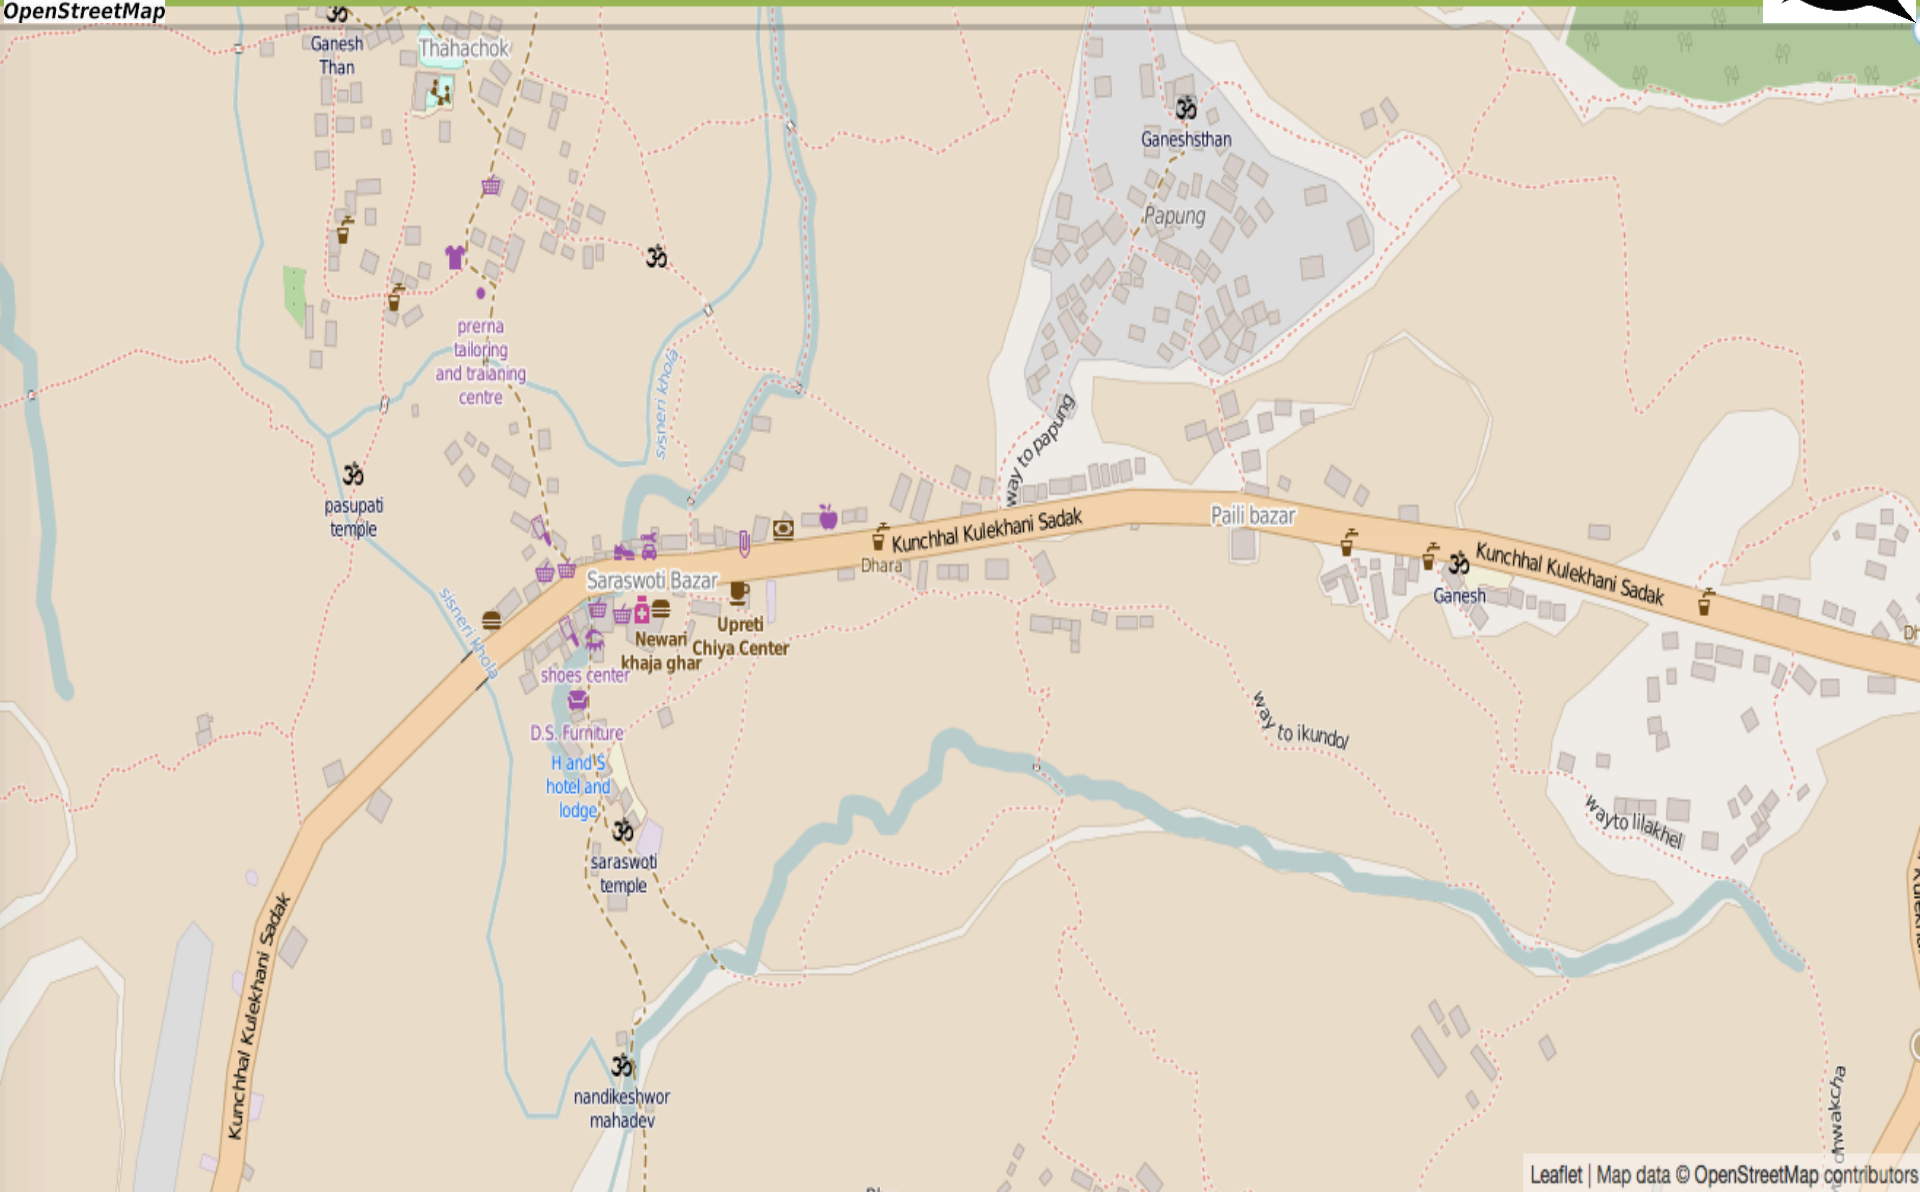 OpenStreetMap
Ganesh
Than
Thahachok
Ganeshsthan
Papung
prerna
tailoring
and traianing
centre
sisneri khola
way to papung
pasupati
temple
Kunchhal Kulekhani Sadak
Paili bazar
Dhara
Kunchhal Kulekhani Sadak
Saraswoti Bazar
Ganesh
sisneri khola
Newari
khaja ghar
Upreti
Chiya Center
shoes center
way to ikundol
D.S. Furniture
H and S
hotel and
lodge
wayto lilakhel
saraswoti
temple
Kunchhal Kulekhani Sadak
nandikeshwor
mahadev
Leaflet | Map data © OpenStreetMap contributors